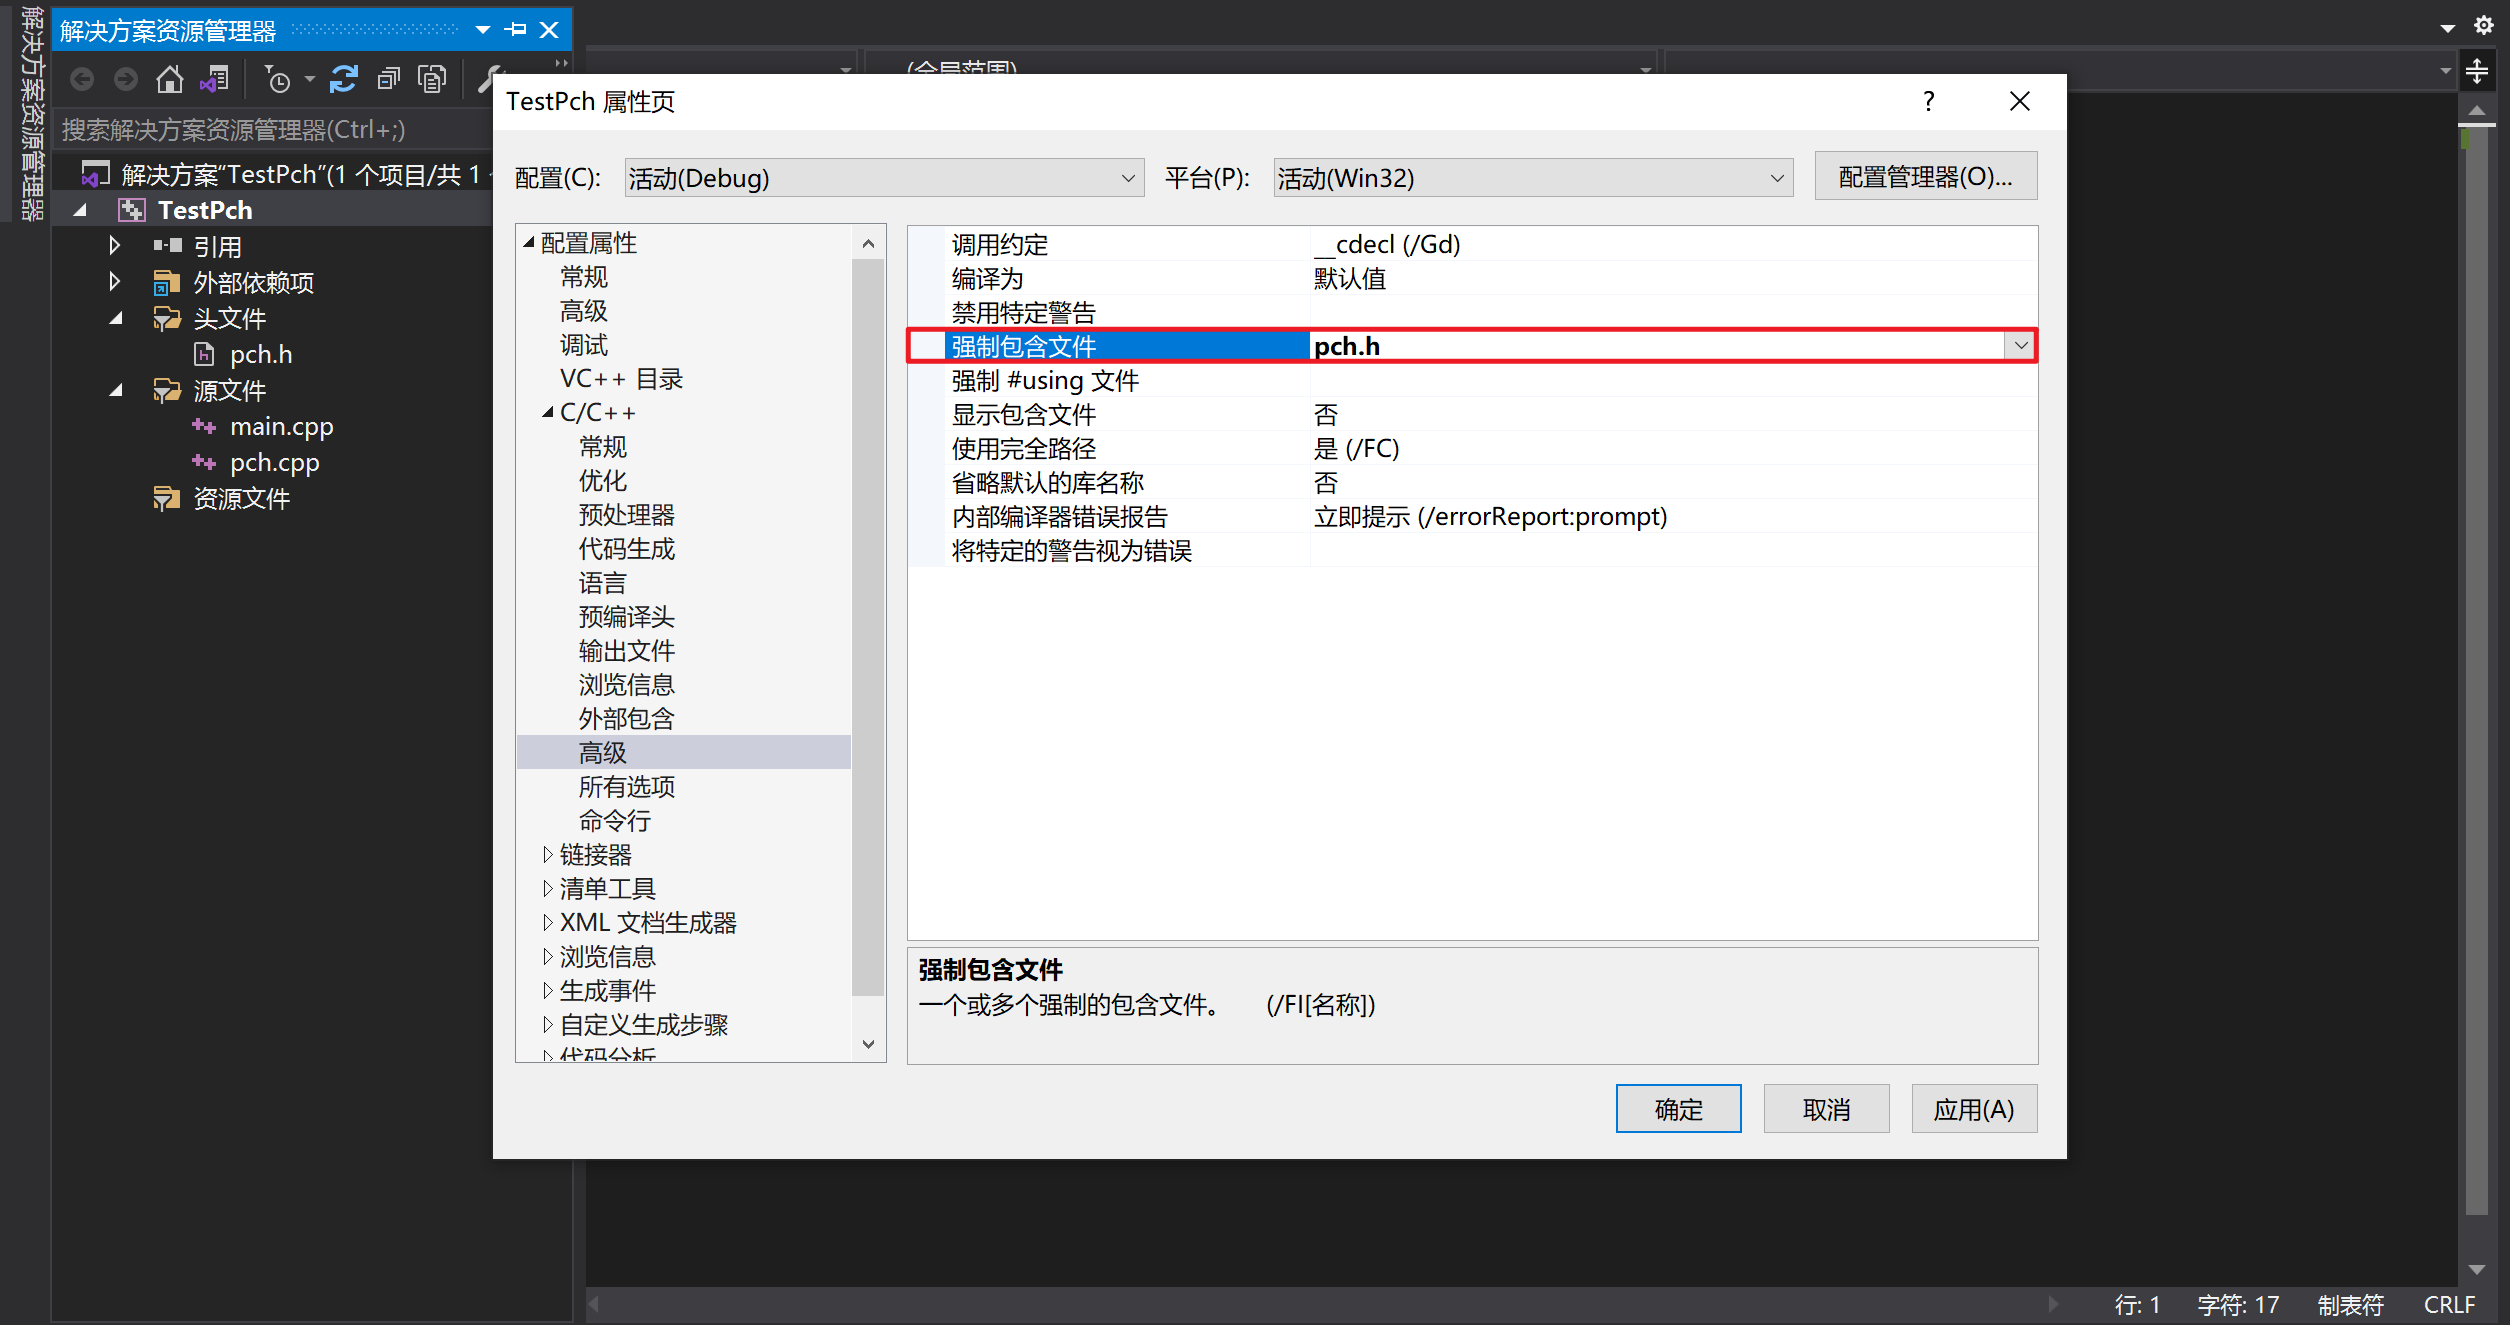 解决方案资源管理器
解决方案资源管理器
搜索解决方案资源管理器(Ctrl+;)
解决方案“TestPch”(1 个项目/共 1
TestPch
引用
外部依赖项
头文件
pch.h
源文件
main.cpp
pch.cpp
资源文件
(全局范围)
TestPch 属性页
?
配置(C):
活动(Debug)
平台(P):
活动(Win32)
配置管理器(O)...
配置属性
常规
高级
调试
VC++ 目录
C/C++
常规
优化
预处理器
代码生成
语言
预编译头
输出文件
浏览信息
外部包含
高级
所有选项
命令行
链接器
清单工具
XML 文档生成器
浏览信息
生成事件
自定义生成步骤
代码分析
调用约定 __cdecl (/Gd)
编译为 默认值
禁用特定警告
强制包含文件 pch.h
强制 #using 文件
显示包含文件 否
使用完全路径 是 (/FC)
省略默认的库名称 否
内部编译器错误报告 立即提示 (/errorReport:prompt)
将特定的警告视为错误
强制包含文件
一个或多个强制的包含文件。 (/FI[名称])
确定
取消
应用(A)
行: 1 字符: 17 制表符 CRLF